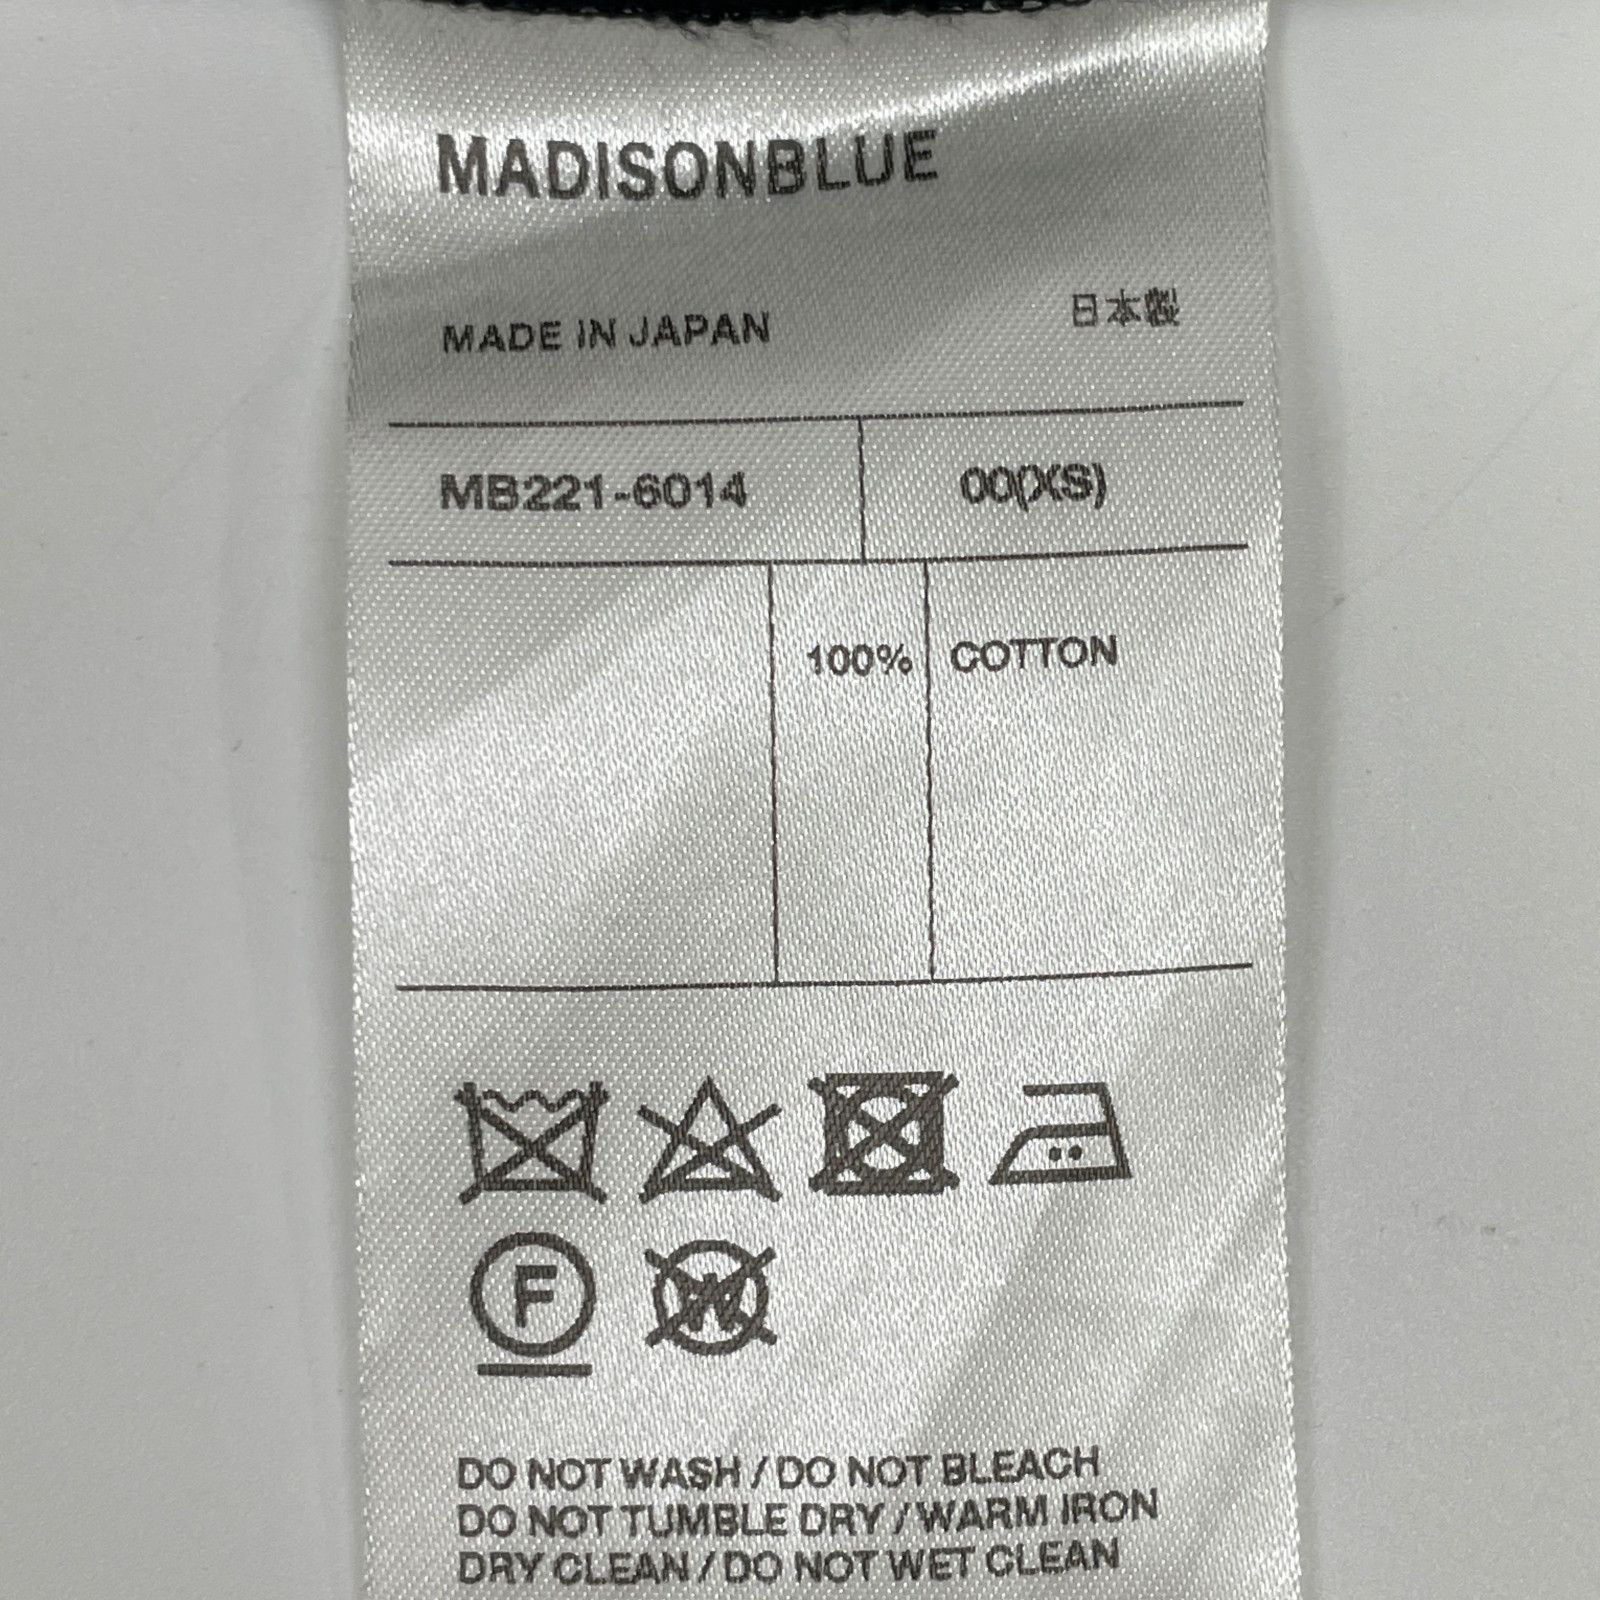 MADISONBLUE
MADE IN JAPAN 日本製
MB221-6014 00(XS)
100% COTTON
F W
DO NOT WASH / DO NOT BLEACH
DO NOT TUMBLE DRY / WARM IRON
DRY CLEAN / DO NOT WET CLEAN